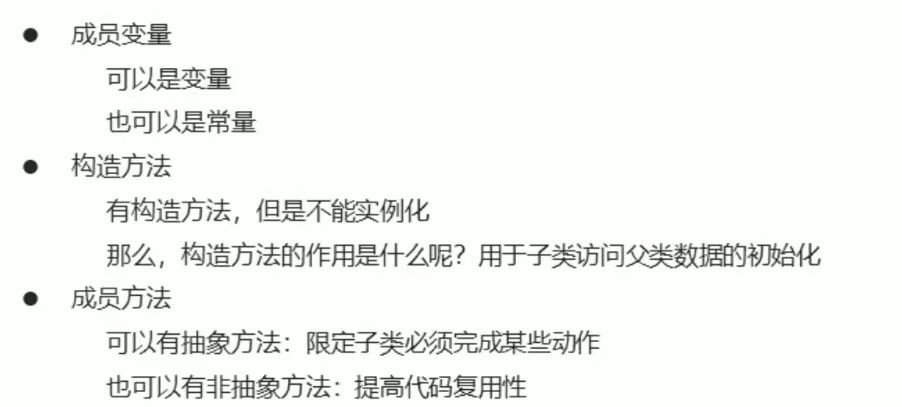 ● 成员变量
可以是变量
也可以是常量
● 构造方法
有构造方法，但是不能实例化
那么，构造方法的作用是什么呢？用于子类访问父类数据的初始化
● 成员方法
可以有抽象方法：限定子类必须完成某些动作
也可以有非抽象方法：提高代码复用性